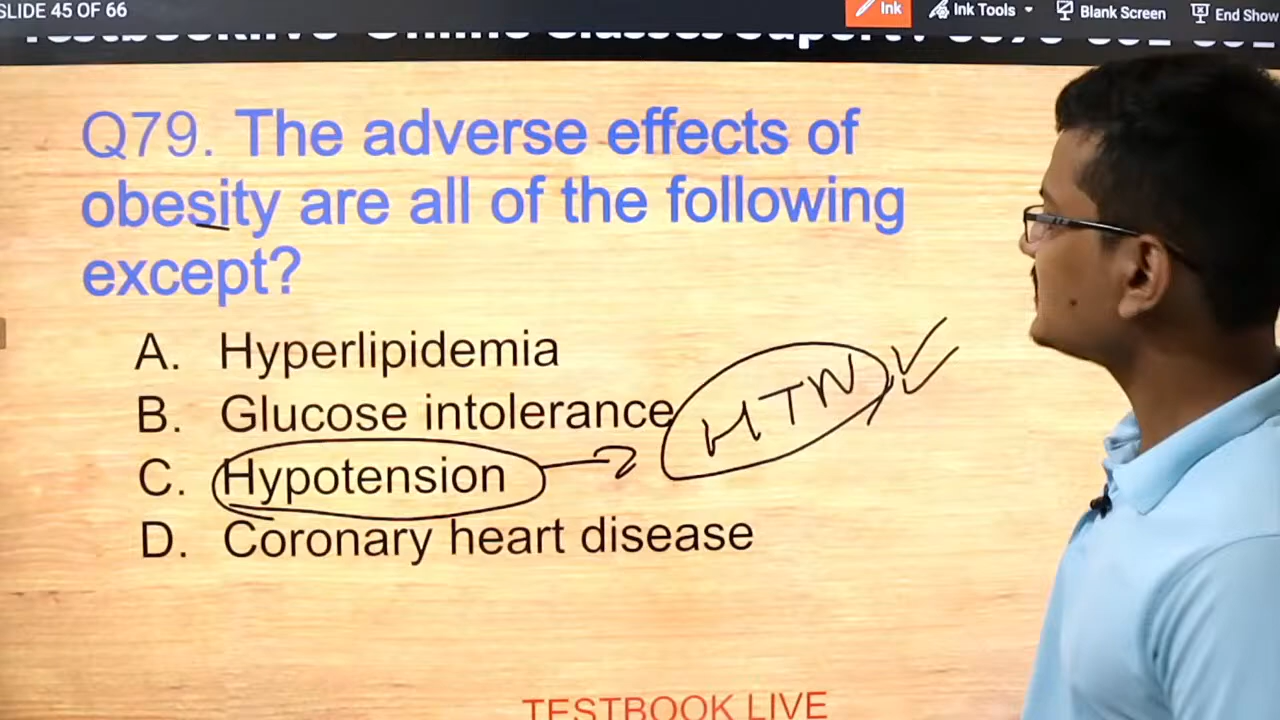 SLIDE 45 OF 66
Ink
Ink Tools
Blank Screen
End Show
Q79. The adverse effects of
obesity are all of the following
except?
A. Hyperlipidemia
B. Glucose intolerance
C. Hypotension
HTN
D. Coronary heart disease
TESTBOOK LIVE